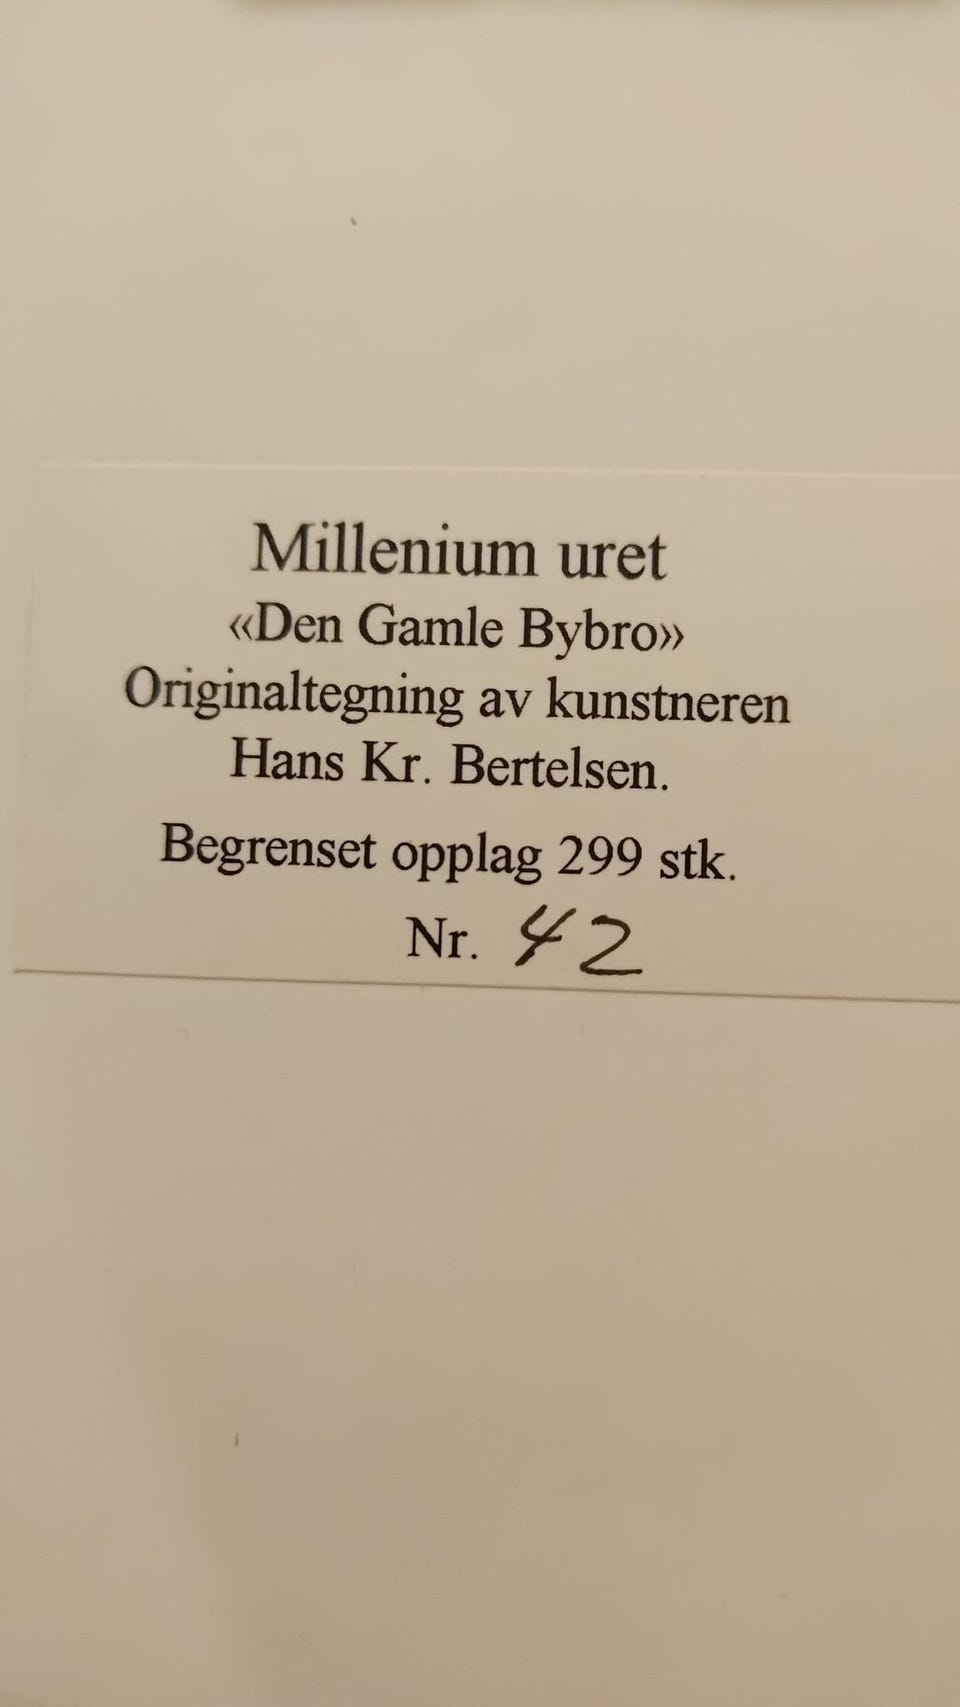 Millenium uret
«Den Gamle Bybro»
Originaltegning av kunstneren
Hans Kr. Bertelsen.
Begrenset opplag 299 stk.
Nr. 42